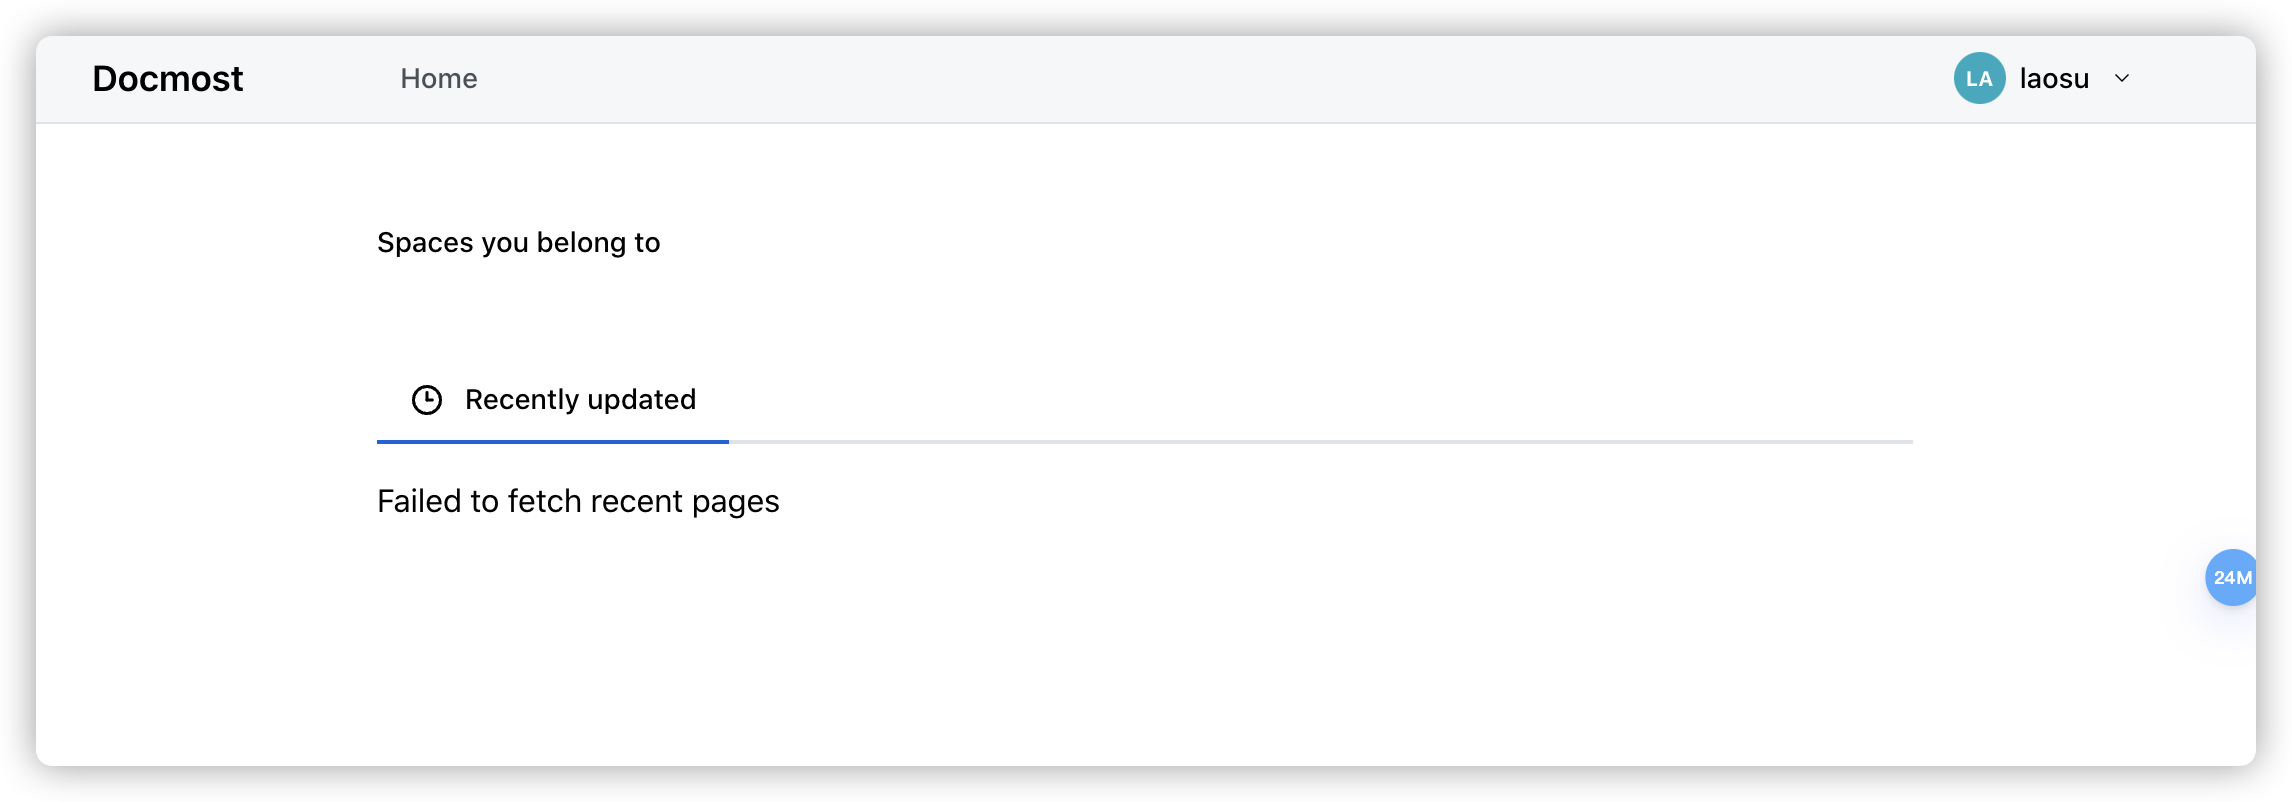 Docmost Home LA laosu
Spaces you belong to
Recently updated
Failed to fetch recent pages
24M